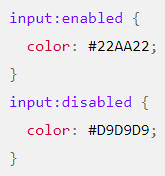 input:enabled {
  color: #22AA22;
}
input:disabled {
  color: #D9D9D9;
}